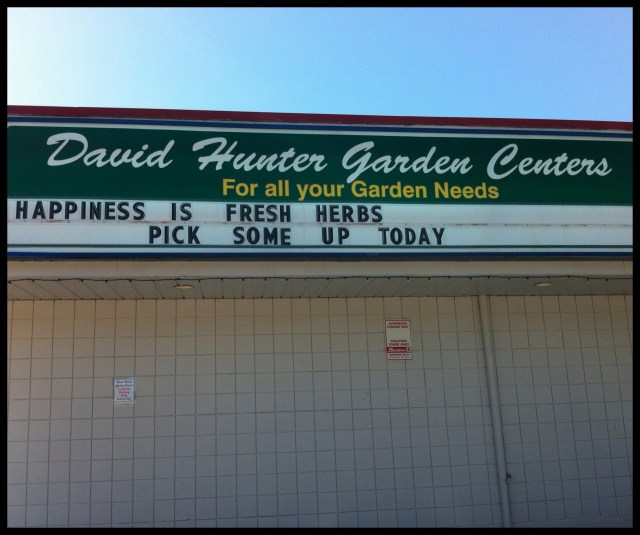 David Hunter Garden Centers
For all your Garden Needs
HAPPINESS IS FRESH HERBS
PICK SOME UP TODAY